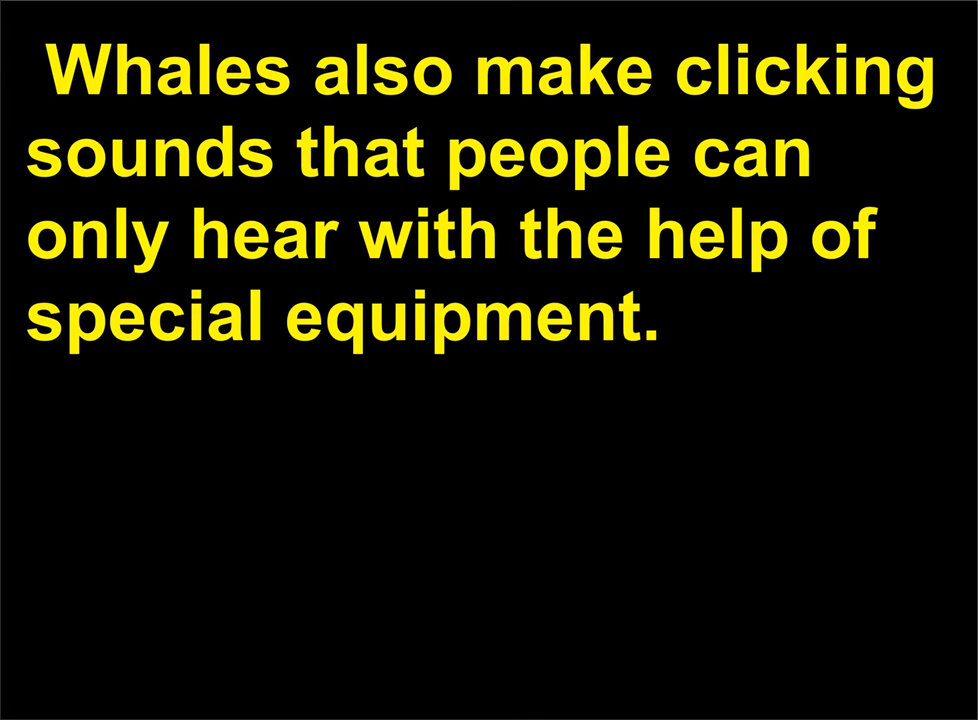 Whales also make clicking
sounds that people can
only hear with the help of
special equipment.